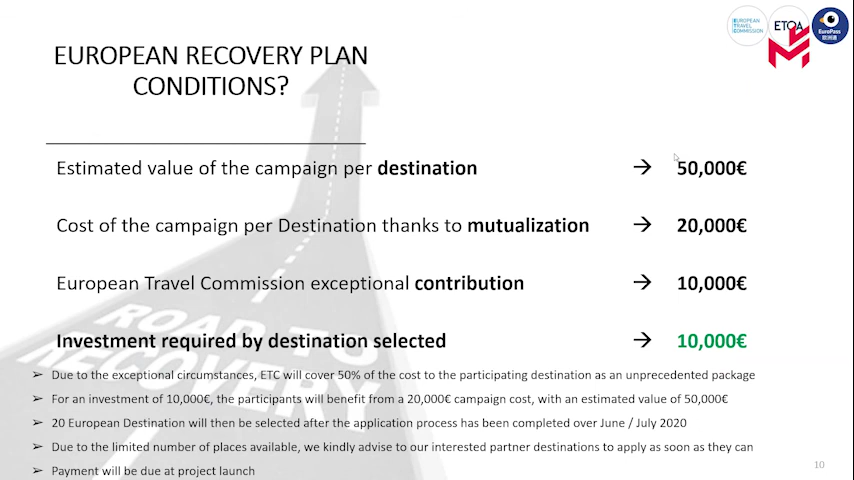 EUROPEAN
TRAVEL
COMMISSION
ETOA
EuroPass
EUROPEAN RECOVERY PLAN
CONDITIONS?
Estimated value of the campaign per destination → 50,000€
Cost of the campaign per Destination thanks to mutualization → 20,000€
European Travel Commission exceptional contribution → 10,000€
Investment required by destination selected → 10,000€
ROAD TO
RECOVERY
➢ Due to the exceptional circumstances, ETC will cover 50% of the cost to the participating destination as an unprecedented package
➢ For an investment of 10,000€, the participants will benefit from a 20,000€ campaign cost, with an estimated value of 50,000€
➢ 20 European Destination will then be selected after the application process has been completed over June / July 2020
➢ Due to the limited number of places available, we kindly advise to our interested partner destinations to apply as soon as they can
➢ Payment will be due at project launch
10